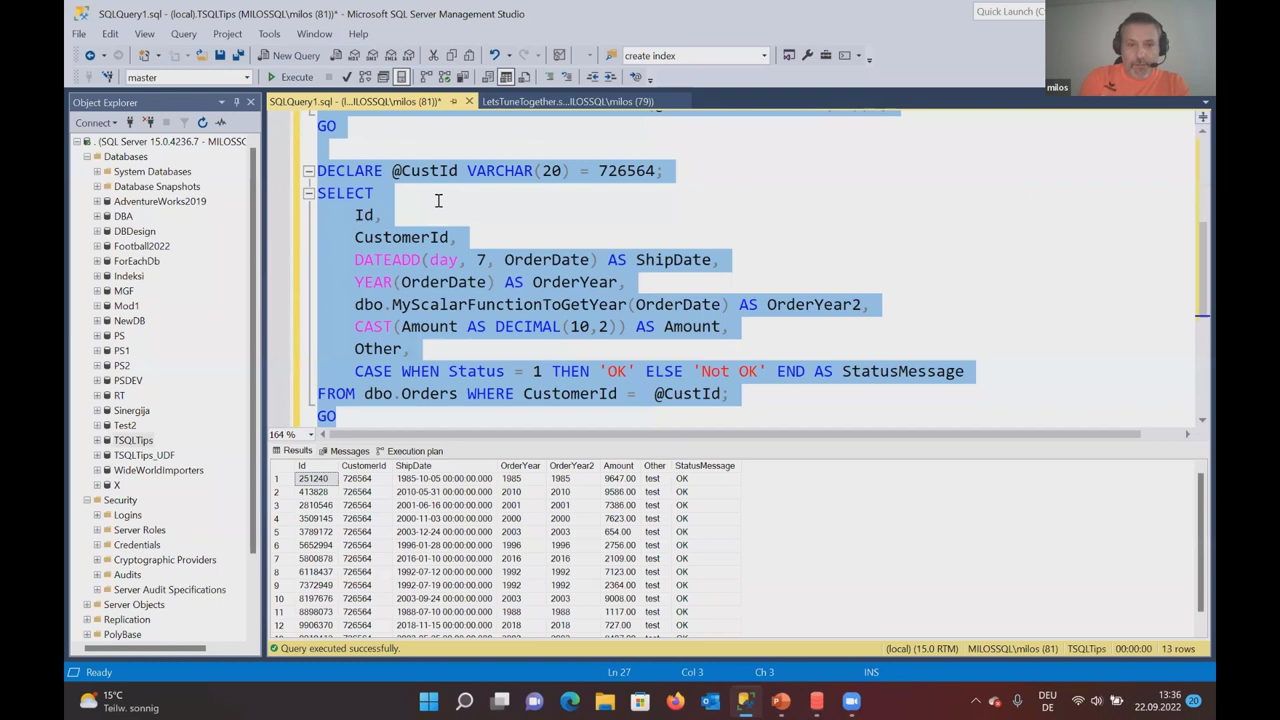 SQLQuery1.sql - (local).TSQLTips (MILOSSQL\milos (81))* - Microsoft SQL Server Management Studio
Quick Launch (C
File Edit View Query Project Tools Window Help
New Query
create index
master
Execute
milos
Object Explorer
SQLQuery1.sql - (l...ILOSSQL\milos (81))*
LetsTuneTogether.s...ILOSSQL\milos (79))
Connect
. (SQL Server 15.0.4236.7 - MILOSSC
Databases
System Databases
Database Snapshots
AdventureWorks2019
DBA
DBDesign
Football2022
ForEachDb
Indeksi
MGF
Mod1
NewDB
PS
PS1
PS2
PSDEV
RT
Sinergija
Test2
TSQLTips
TSQLTips_UDF
WideWorldImporters
X
Security
Logins
Server Roles
Credentials
Cryptographic Providers
Audits
Server Audit Specifications
Server Objects
Replication
PolyBase
GO
DECLARE @CustId VARCHAR(20) = 726564;
SELECT
Id,
CustomerId,
DATEADD(day, 7, OrderDate) AS ShipDate,
YEAR(OrderDate) AS OrderYear,
dbo.MyScalarFunctionToGetYear(OrderDate) AS OrderYear2,
CAST(Amount AS DECIMAL(10,2)) AS Amount,
Other,
CASE WHEN Status = 1 THEN 'OK' ELSE 'Not OK' END AS StatusMessage
FROM dbo.Orders WHERE CustomerId = @CustId;
GO
164 %
Results Messages Execution plan
Id CustomerId ShipDate OrderYear OrderYear2 Amount Other StatusMessage
1 251240 726564 1985-10-05 00:00:00.000 1985 1985 9647.00 test OK
2 413828 726564 2010-05-31 00:00:00.000 2010 2010 9586.00 test OK
3 2810546 726564 2001-06-16 00:00:00.000 2001 2001 7386.00 test OK
4 3509145 726564 2000-11-03 00:00:00.000 2000 2000 7623.00 test OK
5 3789172 726564 2003-12-24 00:00:00.000 2003 2003 654.00 test OK
6 5652994 726564 1996-01-28 00:00:00.000 1996 1996 2756.00 test OK
7 5800878 726564 2016-01-10 00:00:00.000 2016 2016 2109.00 test OK
8 6118437 726564 1992-07-12 00:00:00.000 1992 1992 7123.00 test OK
9 7372949 726564 1992-07-19 00:00:00.000 1992 1992 2364.00 test OK
10 8197676 726564 2003-09-24 00:00:00.000 2003 2003 9008.00 test OK
11 8898073 726564 1988-07-10 00:00:00.000 1988 1988 1117.00 test OK
12 9906370 726564 2018-11-15 00:00:00.000 2018 2018 727.00 test OK
Query executed successfully.
(local) (15.0 RTM) MILOSSQL\milos (81) TSQLTips 00:00:00 13 rows
Ready
Ln 27 Col 3 Ch 3 INS
15°C
Teilw. sonnig
DEU
DE
13:36
22.09.2022
20